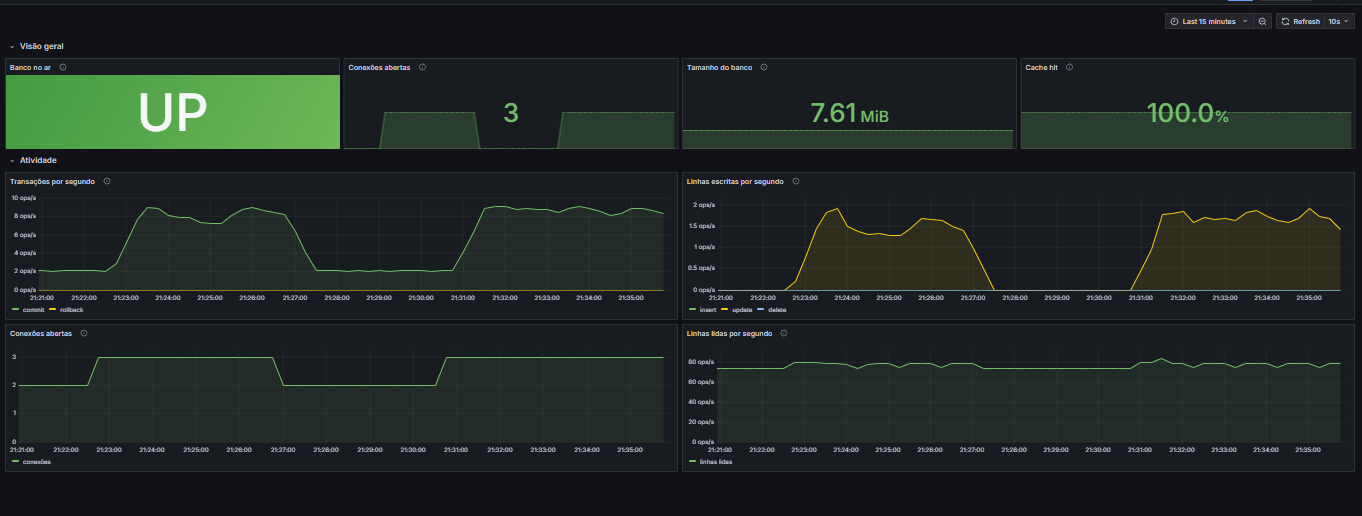 Last 15 minutes
Refresh
10s
Visão geral
Banco no ar
UP
Conexões abertas
3
Tamanho do banco
7.61 MiB
Cache hit
100.0%
Atividade
Transações por segundo
10 ops/s
8 ops/s
6 ops/s
4 ops/s
2 ops/s
0 ops/s
21:21:00 21:22:00 21:23:00 21:24:00 21:25:00 21:26:00 21:27:00 21:28:00 21:29:00 21:30:00 21:31:00 21:32:00 21:33:00 21:34:00 21:35:00
commit rollback
Linhas escritas por segundo
2 ops/s
1.5 ops/s
1 ops/s
0.5 ops/s
0 ops/s
21:21:00 21:22:00 21:23:00 21:24:00 21:25:00 21:26:00 21:27:00 21:28:00 21:29:00 21:30:00 21:31:00 21:32:00 21:33:00 21:34:00 21:35:00
insert update delete
Conexões abertas
3
2
1
0
21:21:00 21:22:00 21:23:00 21:24:00 21:25:00 21:26:00 21:27:00 21:28:00 21:29:00 21:30:00 21:31:00 21:32:00 21:33:00 21:34:00 21:35:00
conexões
Linhas lidas por segundo
80 ops/s
60 ops/s
40 ops/s
20 ops/s
0 ops/s
21:21:00 21:22:00 21:23:00 21:24:00 21:25:00 21:26:00 21:27:00 21:28:00 21:29:00 21:30:00 21:31:00 21:32:00 21:33:00 21:34:00 21:35:00
linhas lidas